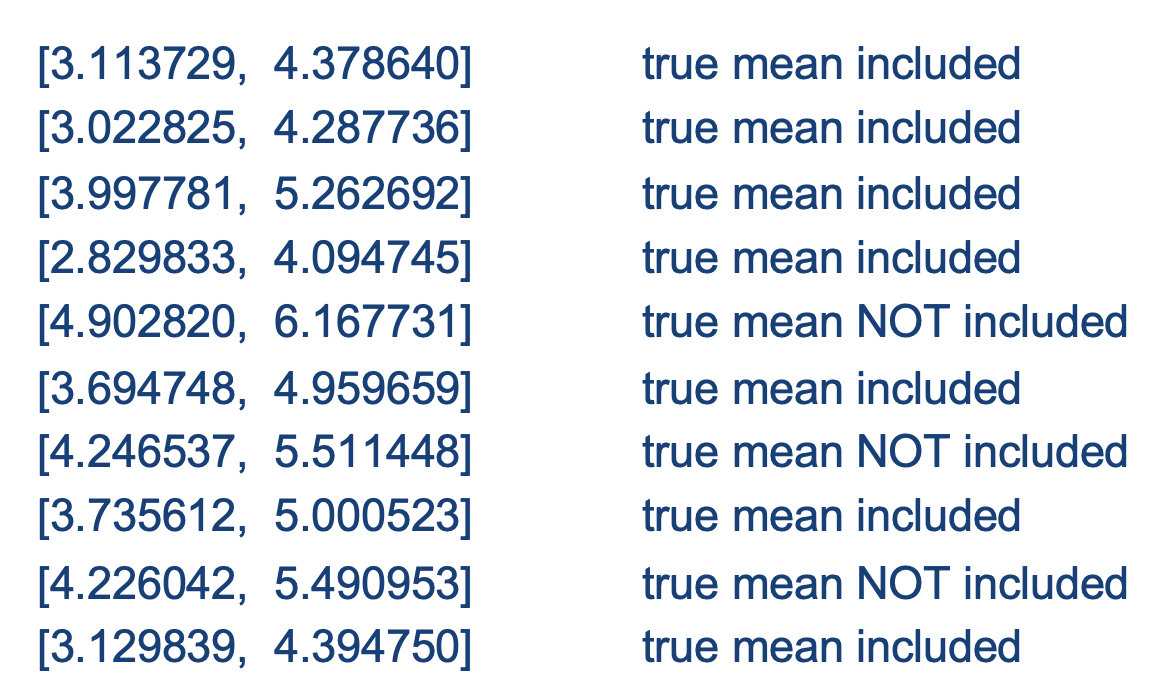 [3.113729, 4.378640] true mean included
[3.022825, 4.287736] true mean included
[3.997781, 5.262692] true mean included
[2.829833, 4.094745] true mean included
[4.902820, 6.167731] true mean NOT included
[3.694748, 4.959659] true mean included
[4.246537, 5.511448] true mean NOT included
[3.735612, 5.000523] true mean included
[4.226042, 5.490953] true mean NOT included
[3.129839, 4.394750] true mean included